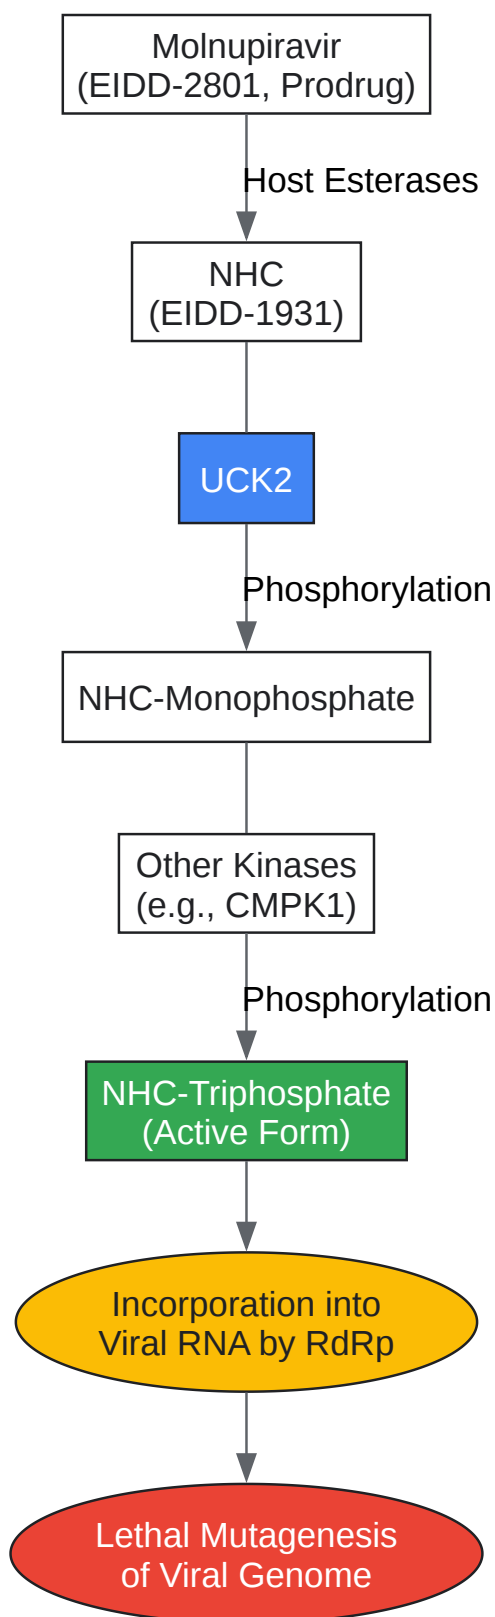 Molnupiravir
(EIDD-2801, Prodrug)
Host Esterases
NHC
(EIDD-1931)
UCK2
Phosphorylation
NHC-Monophosphate
Other Kinases
(e.g., CMPK1)
Phosphorylation
NHC-Triphosphate
(Active Form)
Incorporation into
Viral RNA by RdRp
Lethal Mutagenesis
of Viral Genome